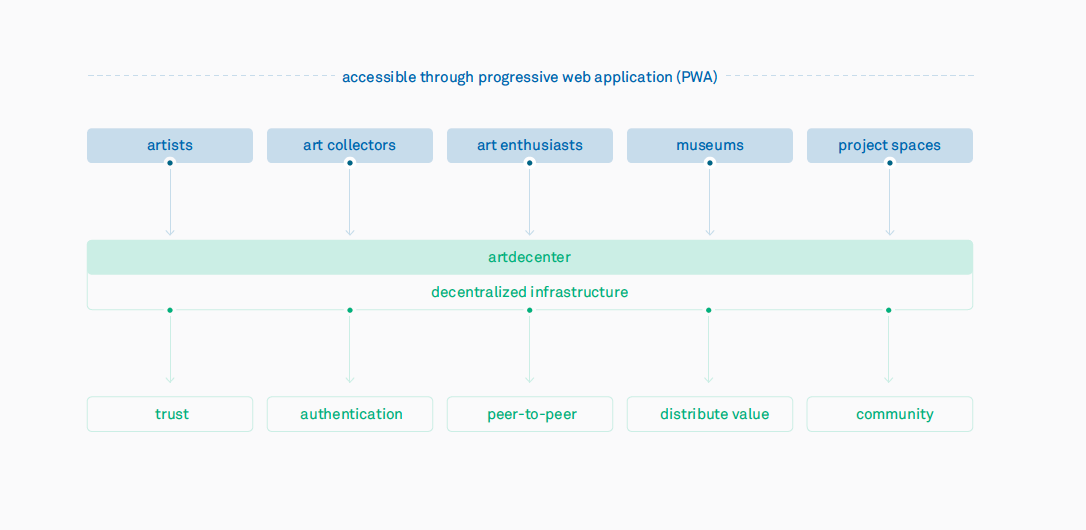 accessible through progressive web application (PWA)
artists
art collectors
art enthusiasts
museums
project spaces
artdecenter
decentralized infrastructure
trust
authentication
peer-to-peer
distribute value
community